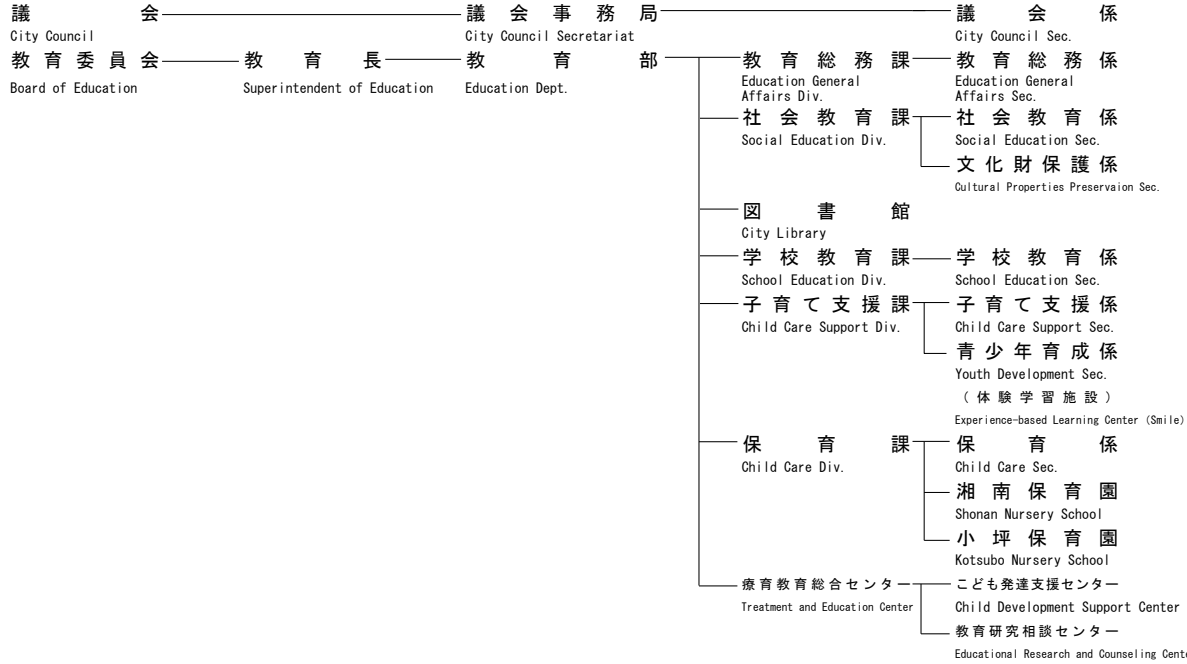 議会 議会事務局 議会係
City Council City Council Secretariat City Council Sec.
教育委員会 教育長 教育部 教育総務課 教育総務係
Board of Education Superintendent of Education Education Dept. Education General Affairs Div. Education General Affairs Sec.
社会教育課 社会教育係
Social Education Div. Social Education Sec.
文化財保護係
Cultural Properties Preservaion Sec.
図書館
City Library
学校教育課 学校教育係
School Education Div. School Education Sec.
子育て支援課 子育て支援係
Child Care Support Div. Child Care Support Sec.
青少年育成係
Youth Development Sec.
(体験学習施設)
Experience-based Learning Center (Smile)
保育課 保育係
Child Care Div. Child Care Sec.
湘南保育園
Shonan Nursery School
小坪保育園
Kotsubo Nursery School
療育教育総合センター こども発達支援センター
Treatment and Education Center Child Development Support Center
教育研究相談センター
Educational Research and Counseling Cente